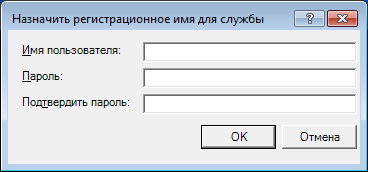 Назначить регистрационное имя для службы
Имя пользователя:
Пароль:
Подтвердить пароль:
OK Отмена